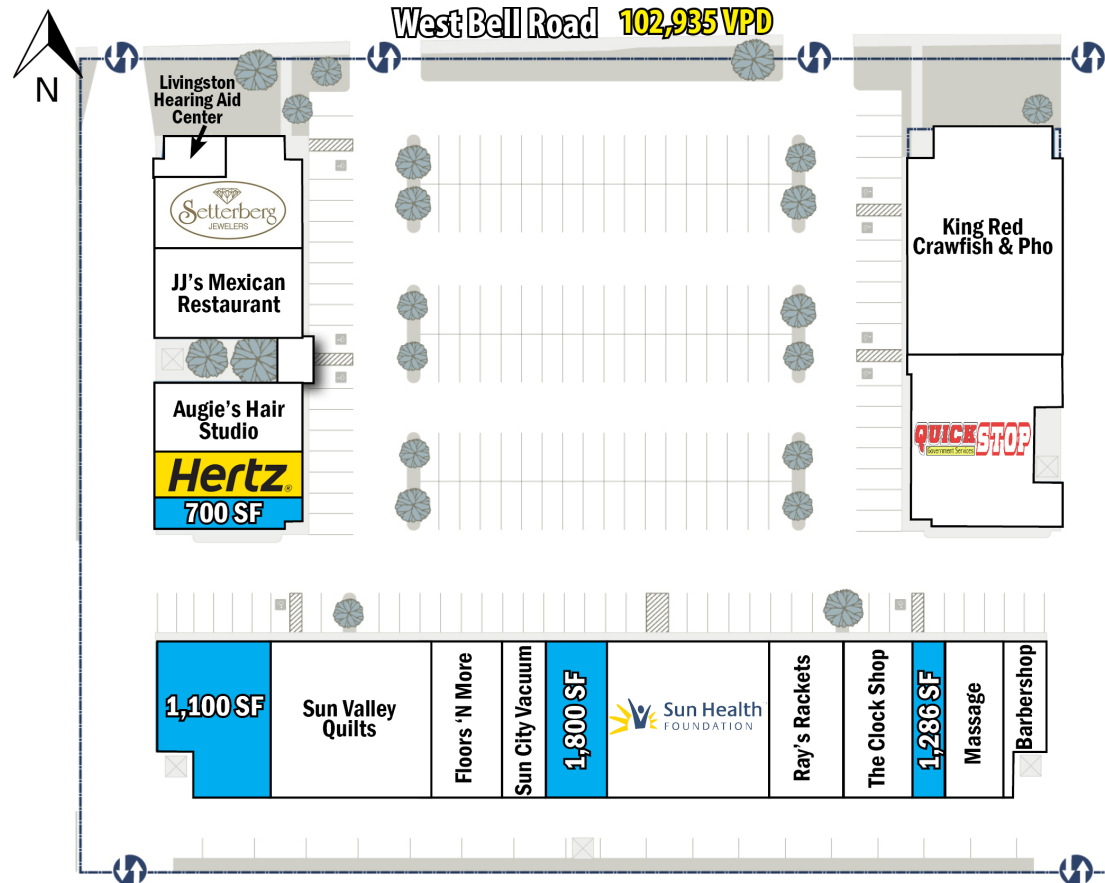 West Bell Road 102,935 VPD
N
Livingston
Hearing Aid
Center
Setterberg
JEWELERS
JJ's Mexican
Restaurant
Augie's Hair
Studio
Hertz®
700 SF
King Red
Crawfish & Pho
QUICK STOP
Government Services
1,100 SF
Sun Valley
Quilts
Floors 'N More
Sun City Vacuum
1,800 SF
Sun Health
FOUNDATION
Ray's Rackets
The Clock Shop
1,286 SF
Massage
Barbershop